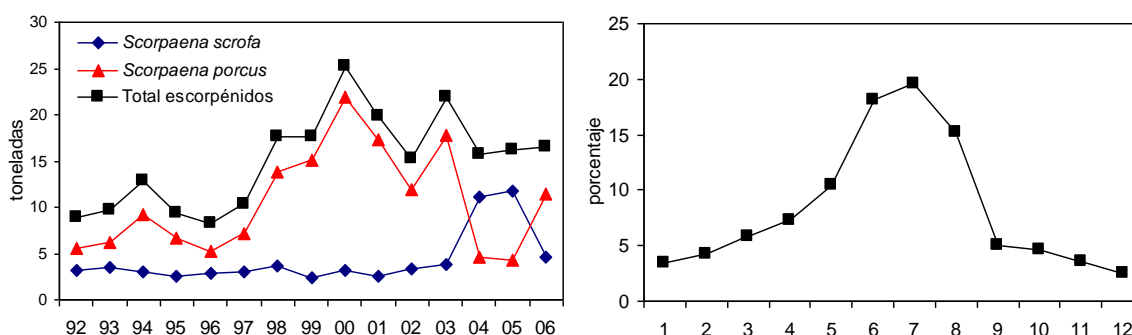 30
25
20
15
10
5
0
toneladas
Scorpaena scrofa
Scorpaena porcus
Total escorpénidos
92 93 94 95 96 97 98 99 00 01 02 03 04 05 06
25
20
15
10
5
0
porcentaje
1 2 3 4 5 6 7 8 9 10 11 12